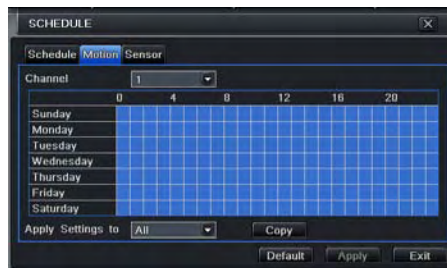 SCHEDULE
Schedule Motion Sensor
Channel 1
0 4 8 12 16 20
Sunday
Monday
Tuesday
Wednesday
Thursday
Friday
Saturday
Apply Settings to All Copy
Default Apply Exit